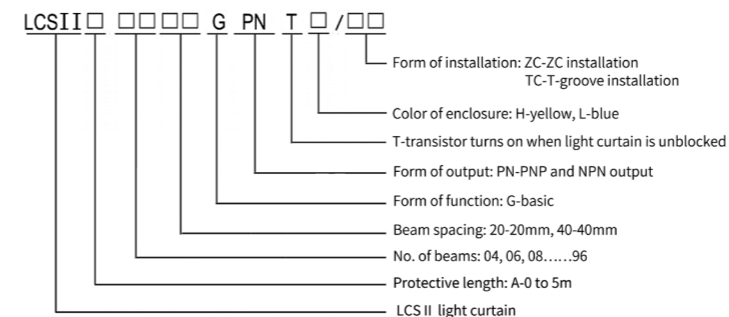 LCSII□ □□□□ G PN T □/□□
Form of installation: ZC-ZC installation
TC-T-groove installation
Color of enclosure: H-yellow, L-blue
T-transistor turns on when light curtain is unblocked
Form of output: PN-PNP and NPN output
Form of function: G-basic
Beam spacing: 20-20mm, 40-40mm
No. of beams: 04, 06, 08......96
Protective length: A-0 to 5m
LCS II light curtain